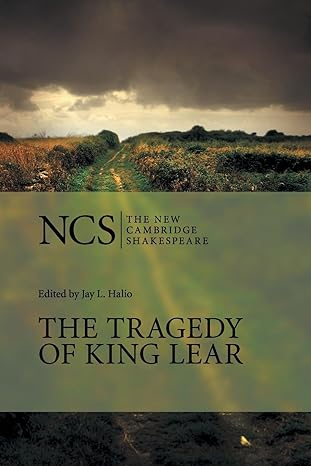 NCS
THE NEW
CAMBRIDGE
SHAKESPEARE
Edited by Jay L. Halio
THE TRAGEDY
OF KING LEAR